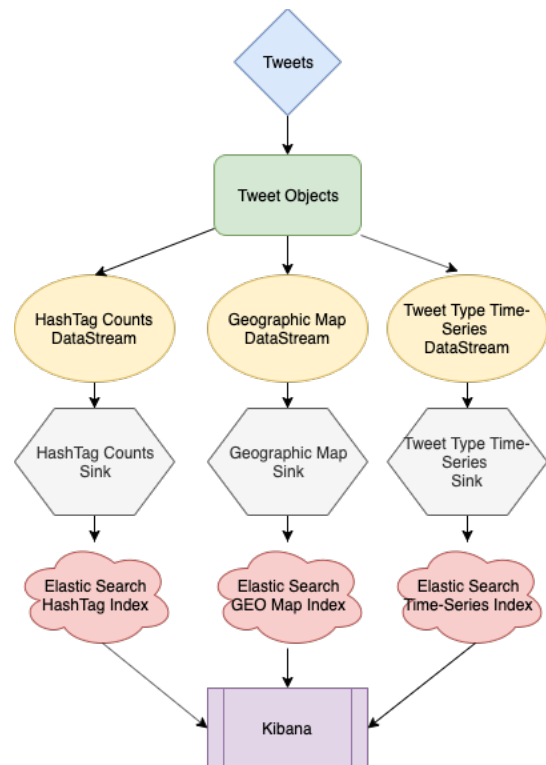 Tweets
Tweet Objects
HashTag Counts
DataStream
Geographic Map
DataStream
Tweet Type Time-
Series
DataStream
HashTag Counts
Sink
Geographic Map
Sink
Tweet Type Time-
Series
Sink
Elastic Search
HashTag Index
Elastic Search
GEO Map Index
Elastic Search
Time-Series Index
Kibana